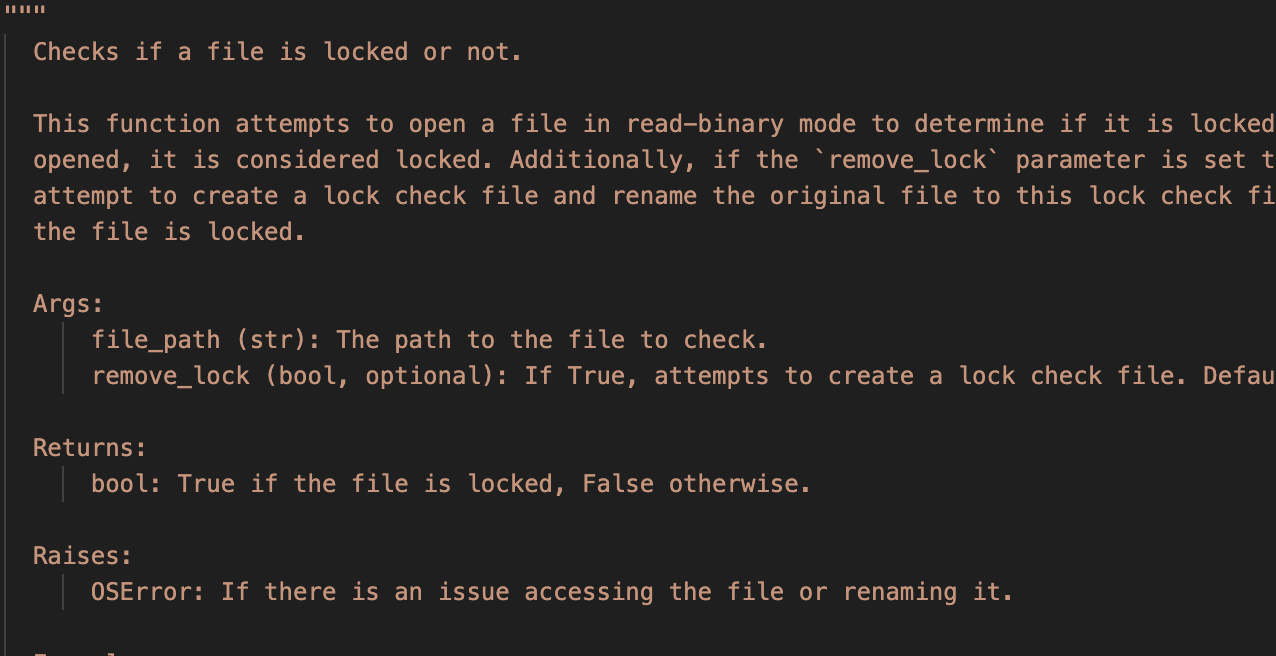 """
Checks if a file is locked or not.
This function attempts to open a file in read-binary mode to determine if it is locked
opened, it is considered locked. Additionally, if the `remove_lock` parameter is set t
attempt to create a lock check file and rename the original file to this lock check fi
the file is locked.
Args:
file_path (str): The path to the file to check.
remove_lock (bool, optional): If True, attempts to create a lock check file. Defau
Returns:
bool: True if the file is locked, False otherwise.
Raises:
OSError: If there is an issue accessing the file or renaming it.